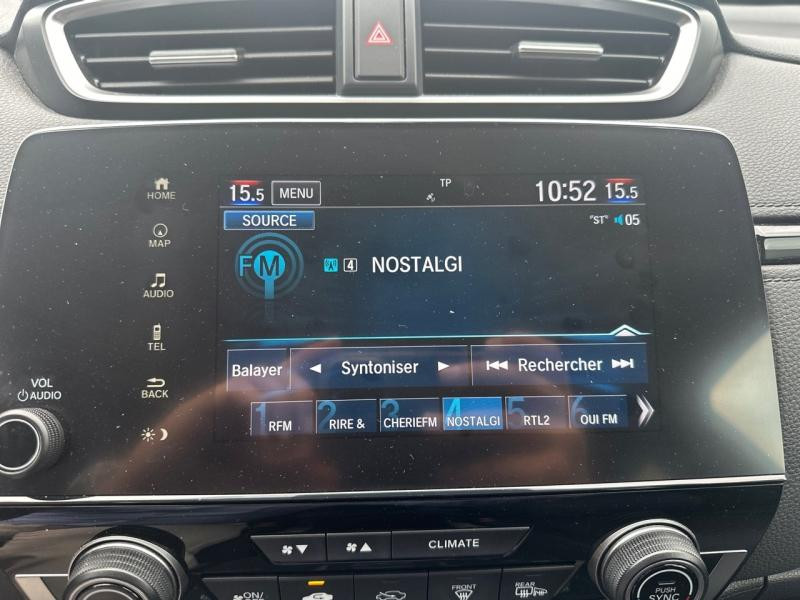 HOME
MAP
AUDIO
TEL
BACK
VOL
AUDIO
15.5 MENU TP 10:52 15.5
SOURCE "ST" 05
FM 4 NOSTALGI
Balayer Syntoniser Rechercher
1 RFM 2 RIRE & 3 CHERIEFM 4 NOSTALGI 5 RTL2 6 OUI FM
CLIMATE
ON/
FRONT
REAR
PUSH
SYNC